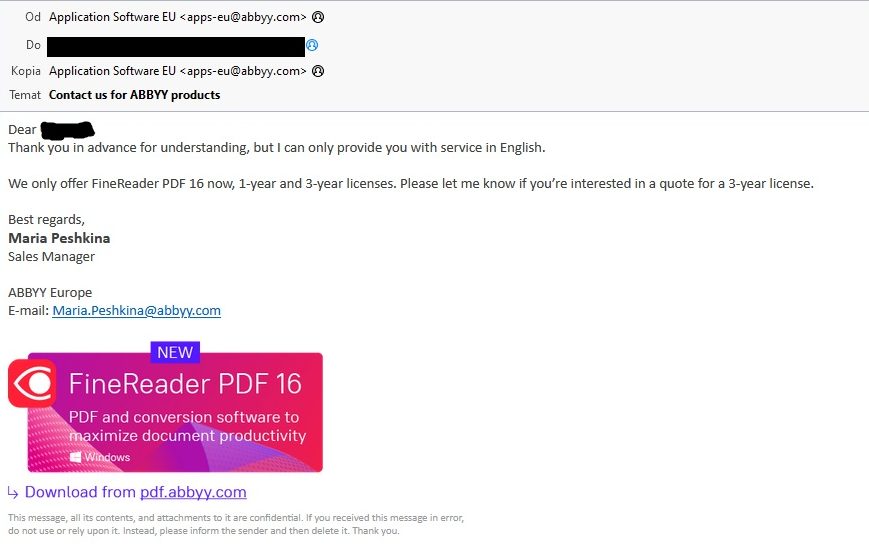 Od Application Software EU <apps-eu@abbyy.com>
Do
Kopia Application Software EU <apps-eu@abbyy.com>
Temat Contact us for ABBYY products
Dear
Thank you in advance for understanding, but I can only provide you with service in English.
We only offer FineReader PDF 16 now, 1-year and 3-year licenses. Please let me know if you’re interested in a quote for a 3-year license.
Best regards,
Maria Peshkina
Sales Manager
ABBYY Europe
E-mail: Maria.Peshkina@abbyy.com
NEW
FineReader PDF 16
PDF and conversion software to
maximize document productivity
Windows
Download from pdf.abbyy.com
This message, all its contents, and attachments to it are confidential. If you received this message in error,
do not use or rely upon it. Instead, please inform the sender and then delete it. Thank you.